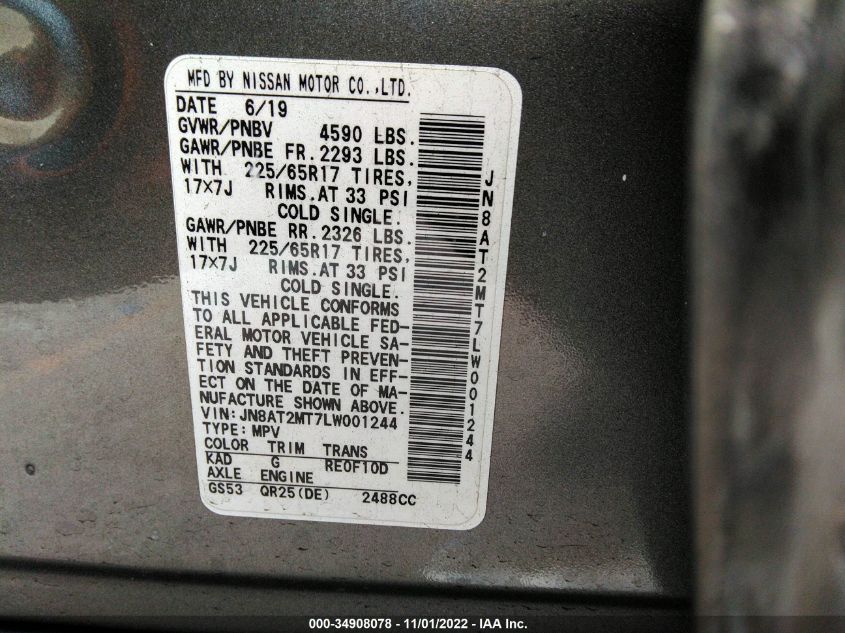 MFD BY NISSAN MOTOR CO.,LTD.
DATE 6/19
GVWR/PNBV 4590 LBS.
GAWR/PNBE FR.2293 LBS.
WITH 225/65R17 TIRES,
17×7J RIMS.AT 33 PSI
COLD SINGLE.
GAWR/PNBE RR.2326 LBS.
WITH 225/65R17 TIRES,
17×7J RIMS.AT 33 PSI
COLD SINGLE.
THIS VEHICLE CONFORMS
TO ALL APPLICABLE FED-
ERAL MOTOR VEHICLE SA-
FETY AND THEFT PREVEN-
TION STANDARDS IN EFF-
ECT ON THE DATE OF MA-
NUFACTURE SHOWN ABOVE.
VIN:JN8AT2MT7LW001244
TYPE:MPV
COLOR TRIM TRANS
KAD G RE0F10D
AXLE ENGINE
GS53 QR25(DE) 2488CC
JN8AT2MT7LW001244
000-34908078 - 11/01/2022 - IAA Inc.